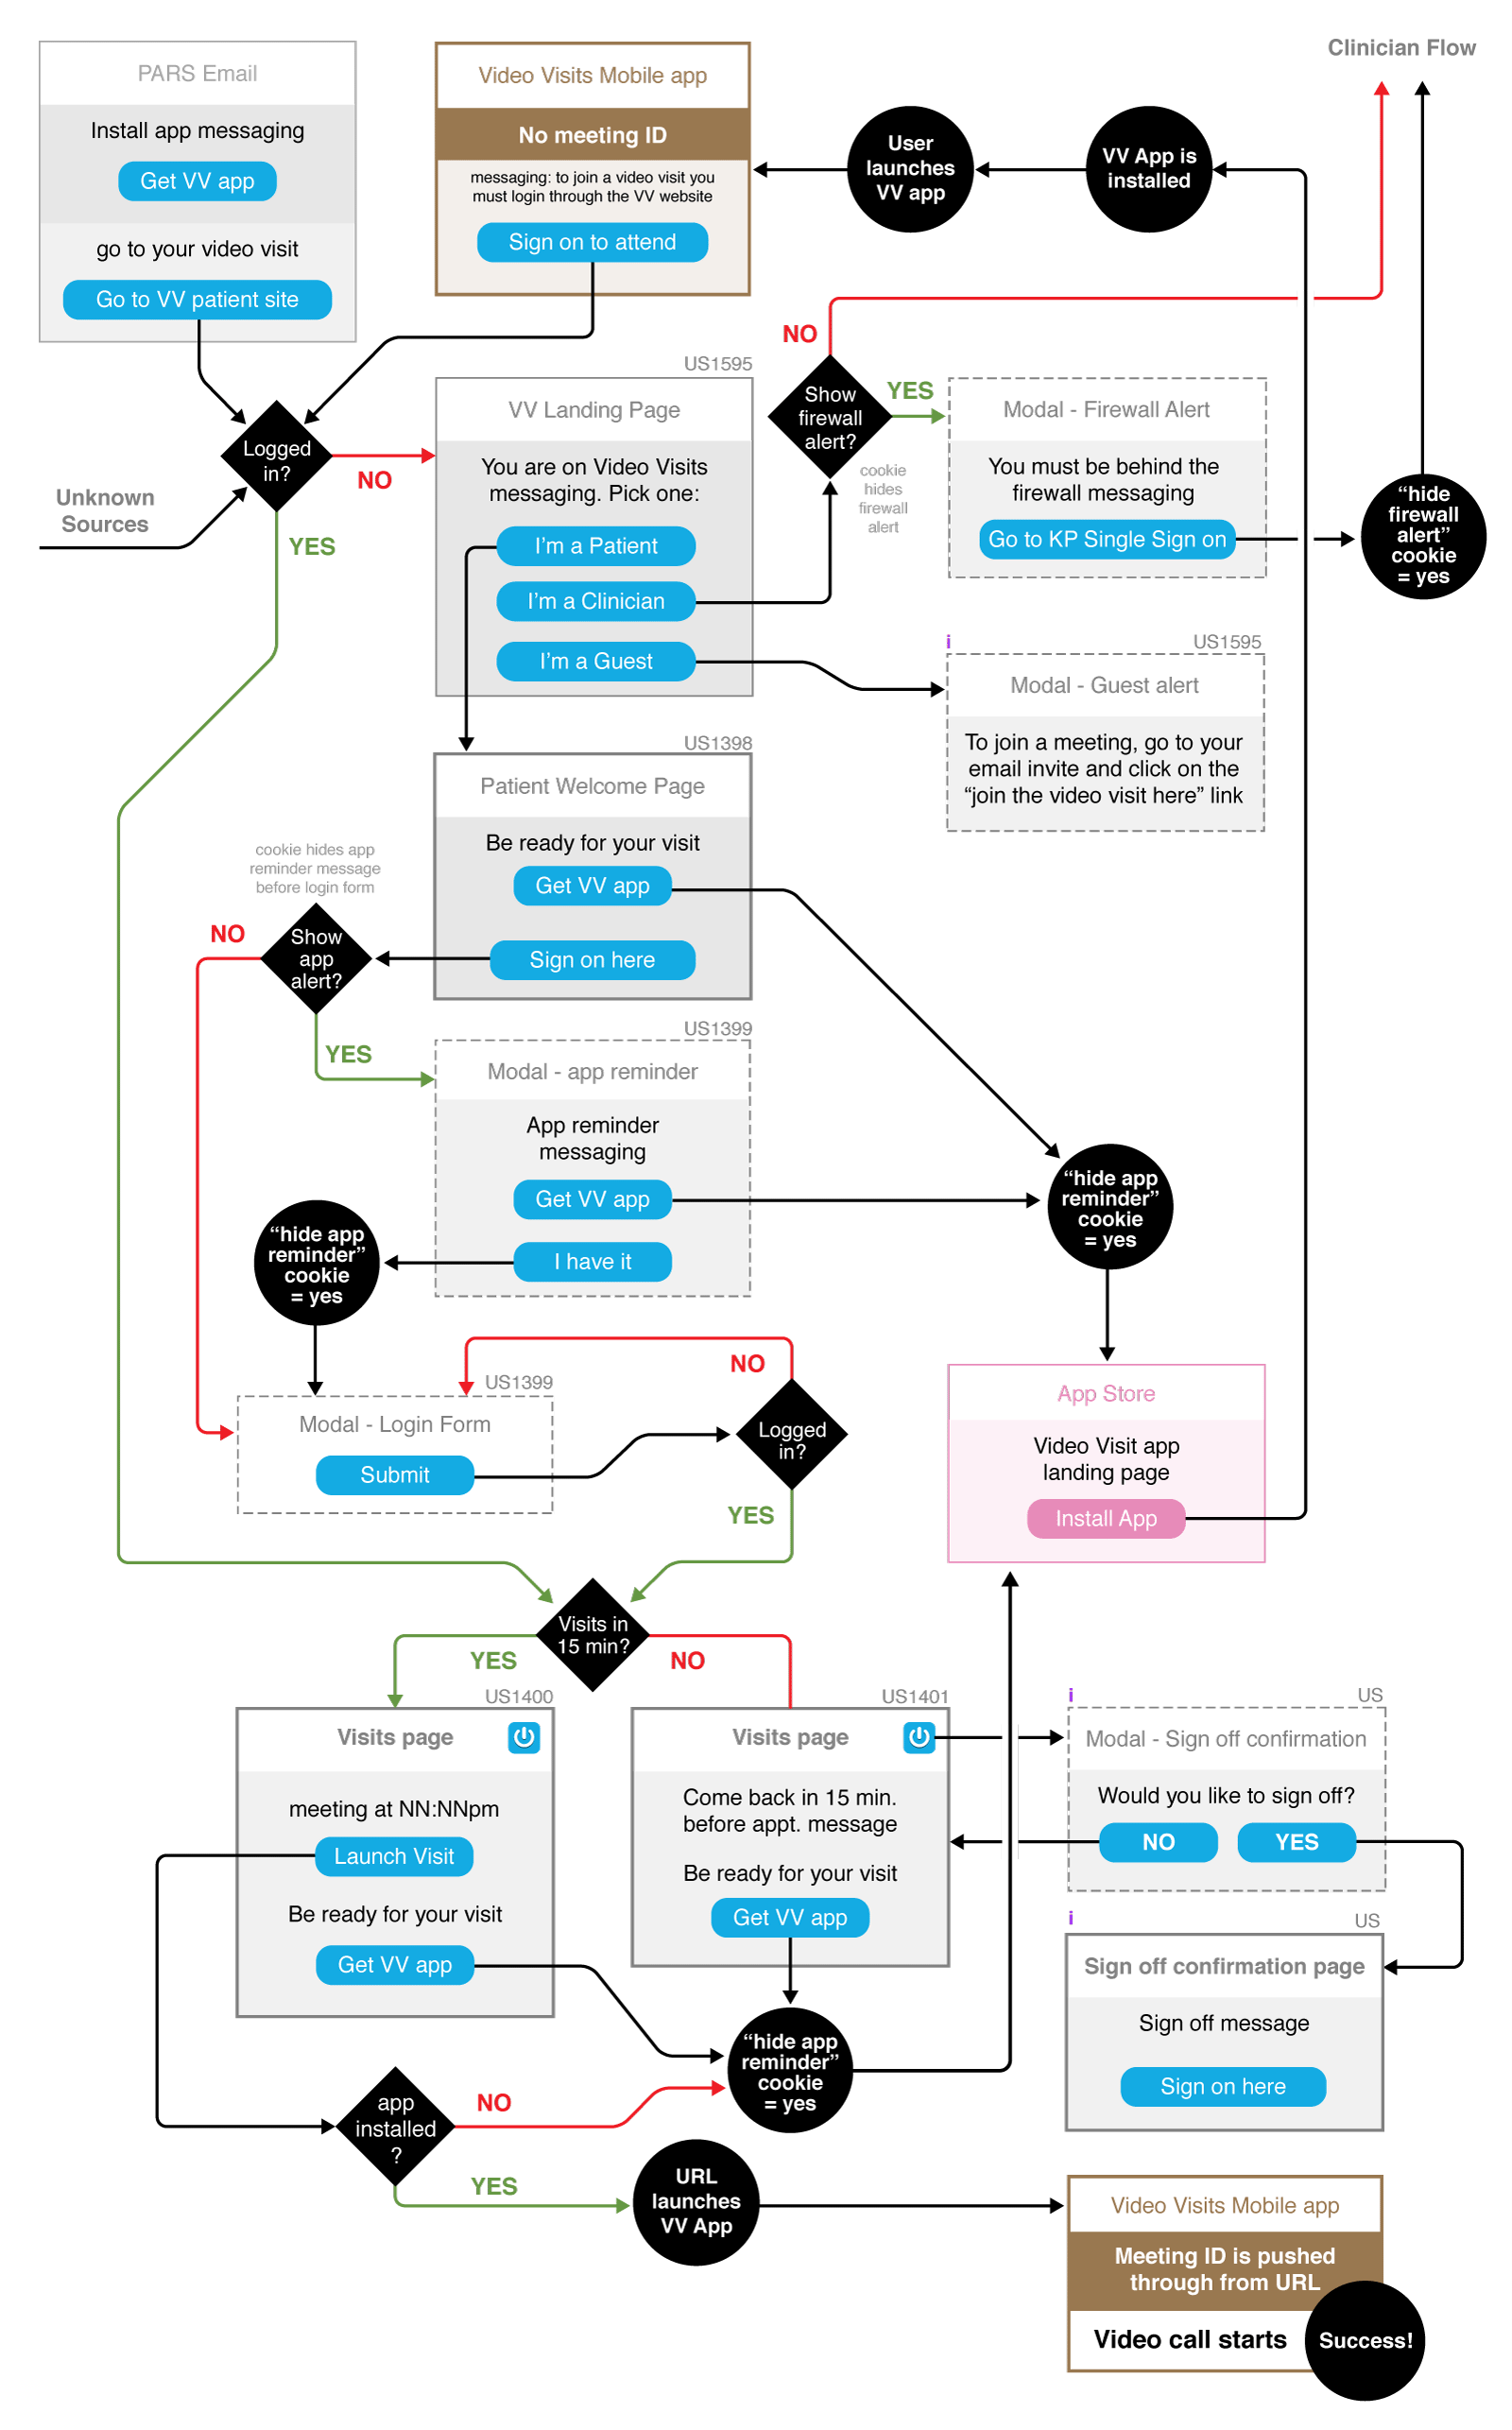 Clinician Flow
PARS Email
Install app messaging
Get VV app
go to your video visit
Go to VV patient site
Video Visits Mobile app
No meeting ID
messaging: to join a video visit you
must login through the VV website
Sign on to attend
User
launches
VV app
VV App is
installed
Logged
in?
NO
YES
Unknown
Sources
US1595
VV Landing Page
You are on Video Visits
messaging. Pick one:
I'm a Patient
I'm a Clinician
I'm a Guest
NO
Show
firewall
alert?
YES
cookie
hides
firewall
alert
Modal - Firewall Alert
You must be behind the
firewall messaging
Go to KP Single Sign on
“hide
firewall
alert”
cookie
= yes
i
US1595
Modal - Guest alert
To join a meeting, go to your
email invite and click on the
“join the video visit here” link
US1398
Patient Welcome Page
Be ready for your visit
Get VV app
Sign on here
cookie hides app
reminder message
before login form
NO
Show
app
alert?
YES
US1399
Modal - app reminder
App reminder
messaging
Get VV app
I have it
“hide app
reminder”
cookie
= yes
“hide app
reminder”
cookie
= yes
NO
US1399
Modal - Login Form
Submit
Logged
in?
YES
App Store
Video Visit app
landing page
Install App
Visits in
15 min?
YES
NO
US1400
Visits page
meeting at NN:NNpm
Launch Visit
Be ready for your visit
Get VV app
US1401
Visits page
Come back in 15 min.
before appt. message
Be ready for your visit
Get VV app
i
US
Modal - Sign off confirmation
Would you like to sign off?
NO
YES
i
US
Sign off confirmation page
Sign off message
Sign on here
“hide app
reminder”
cookie
= yes
app
installed
?
NO
YES
URL
launches
VV App
Video Visits Mobile app
Meeting ID is pushed
through from URL
Video call starts
Success!